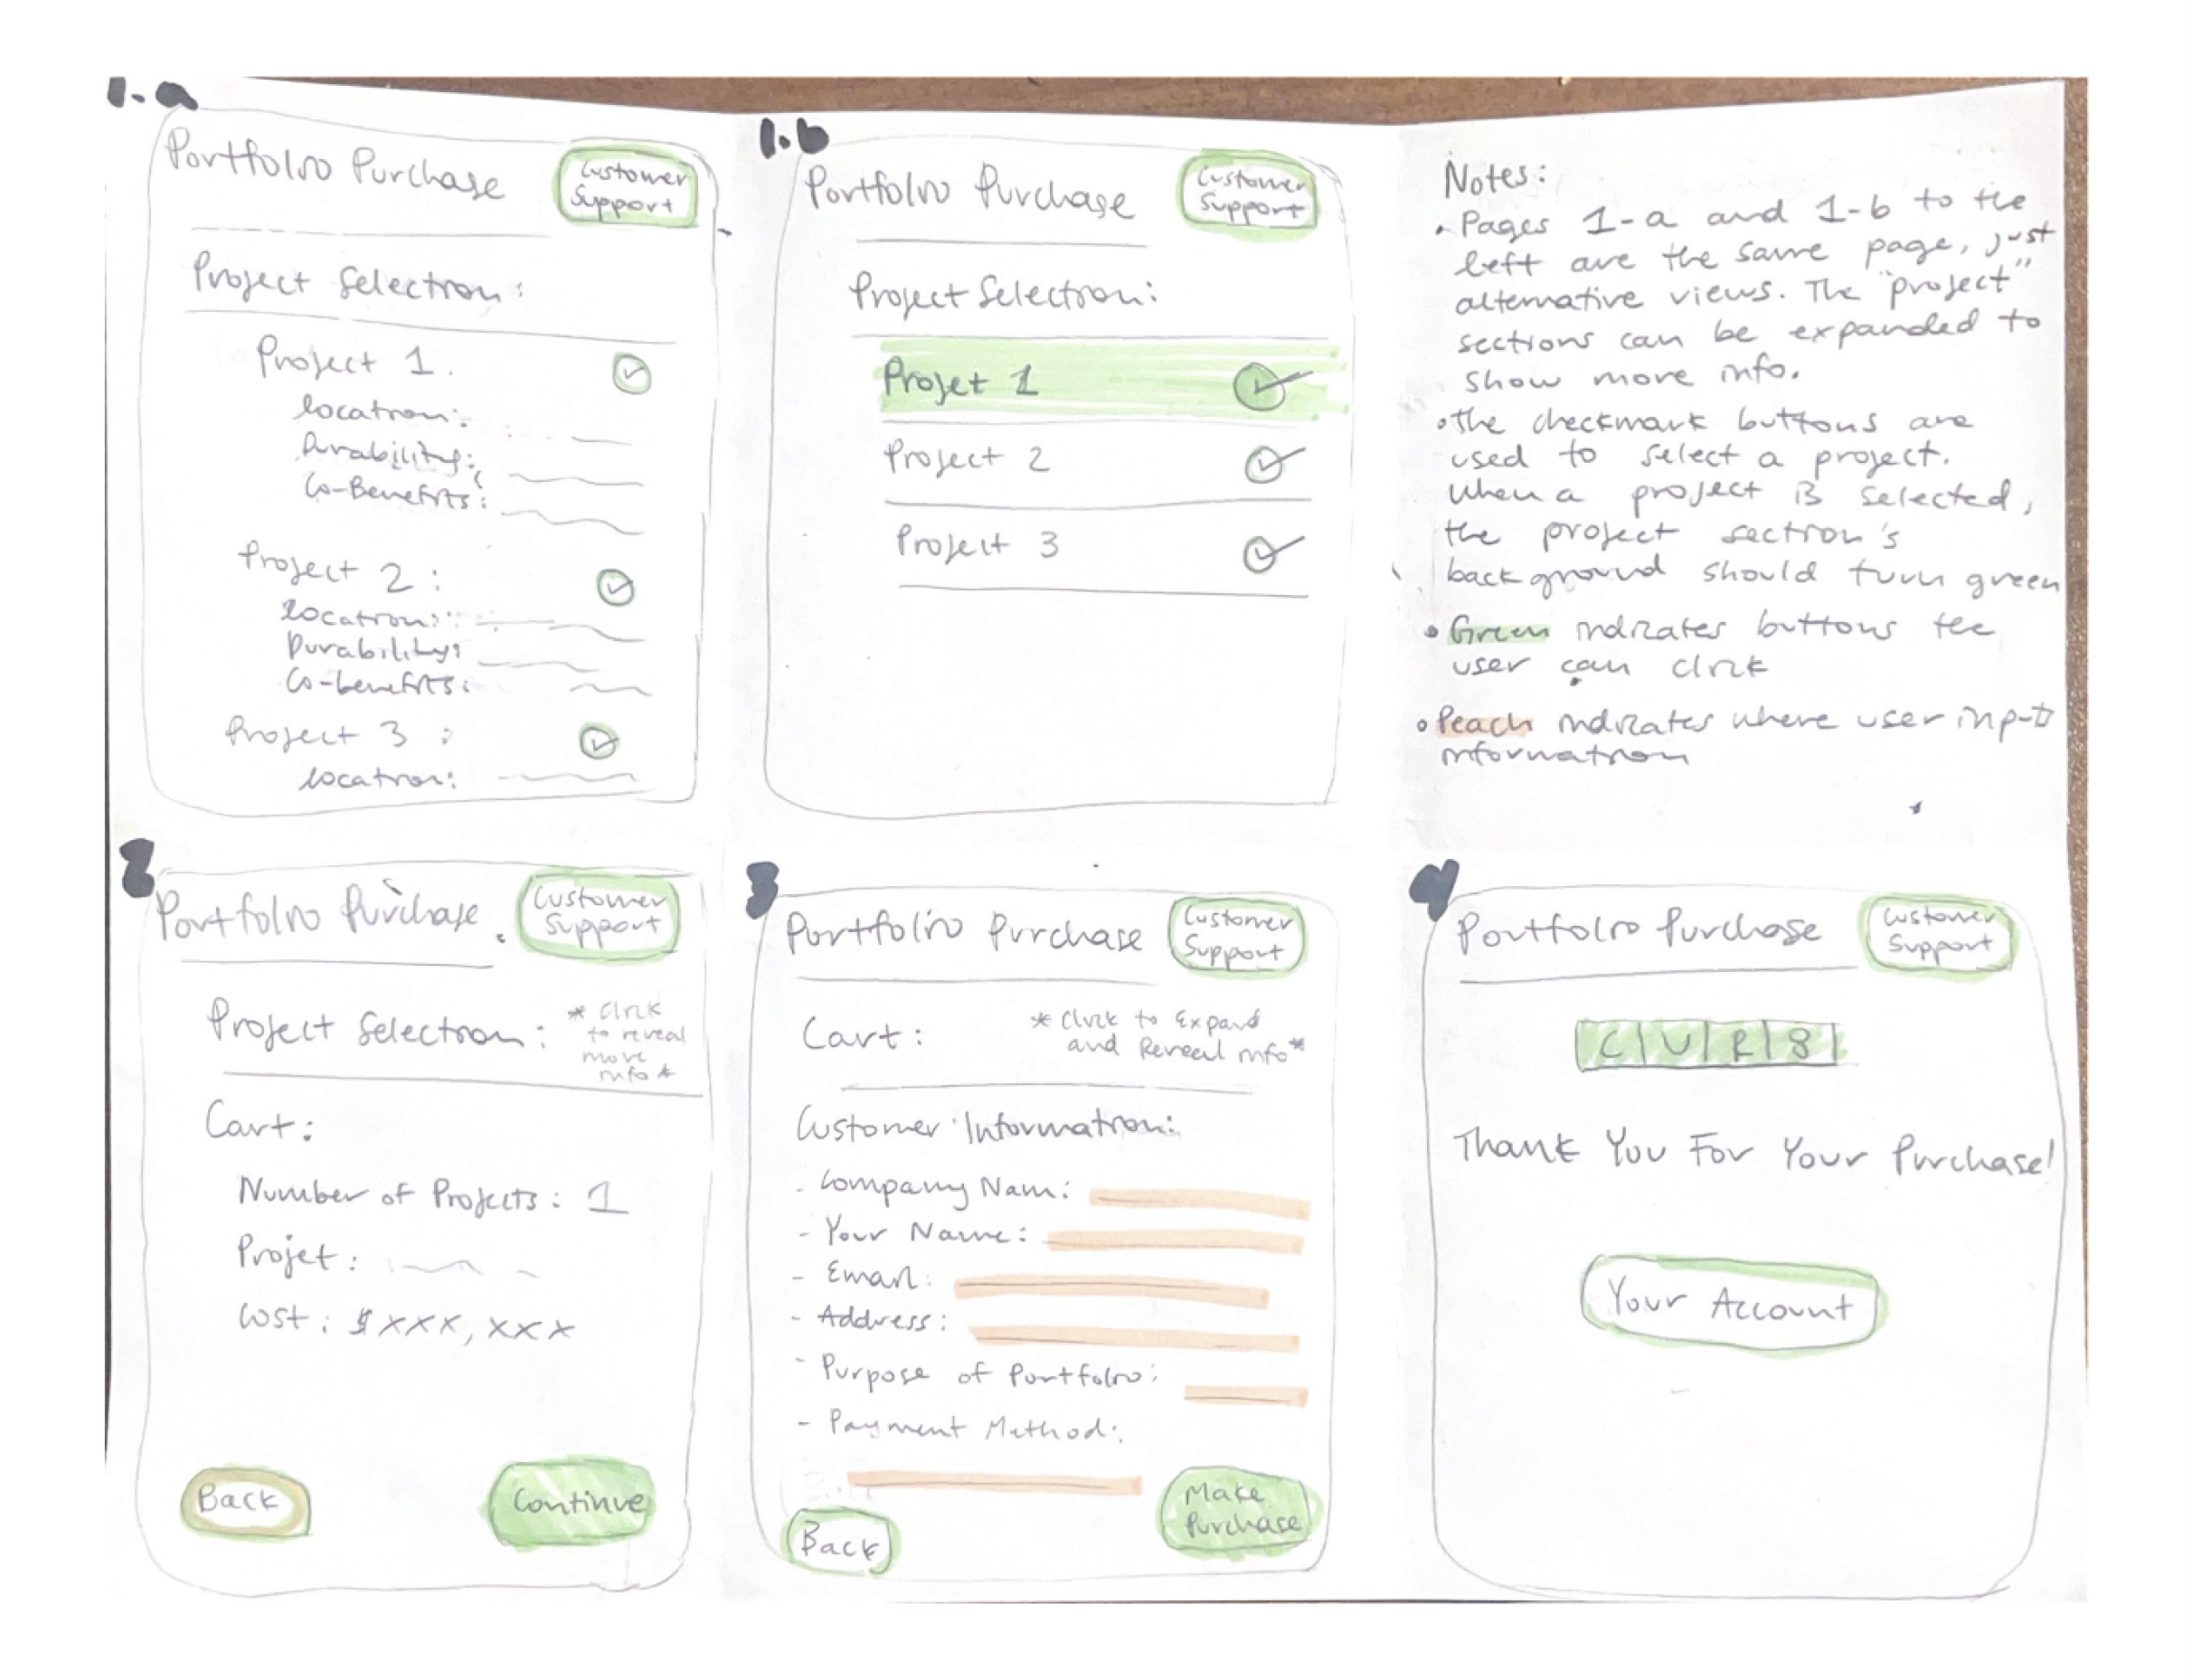 1.a
Portfolio Purchase
Customer
Support
Project Selection:
Project 1.
location:
Durability:
Co-Benefits:
Project 2:
Location:
Durability:
Co-benefits:
Project 3:
location:
1.b
Portfolio Purchase
Customer
Support
Project Selection:
Projet 1
Project 2
Project 3
Notes:
• Pages 1-a and 1-b to the
left are the same page, just
alternative views. The "project"
sections can be expanded to
show more info.
• The checkmark buttons are
used to select a project.
When a project is selected,
the project section's
background should turn green
• Green indicates buttons the
user can click
• Peach indicates where user input
information
2
Portfolio Purchase
Customer
Support
Project Selection:
* Click
to reveal
more
info *
Cart:
Number of Projects: 1
Projet:
Cost: $xxx, xxx
Back
Continue
3
Portfolio Purchase
Customer
Support
Cart:
* Click to Expand
and Reveal info *
Customer Information:
- Company Nam:
- Your Name:
- Email:
- Address:
- Purpose of Portfolio:
- Payment Method:
Back
Make
Purchase
4
Portfolio Purchase
Customer
Support
C|U|R|8|
Thank You For Your Purchase!
Your Account